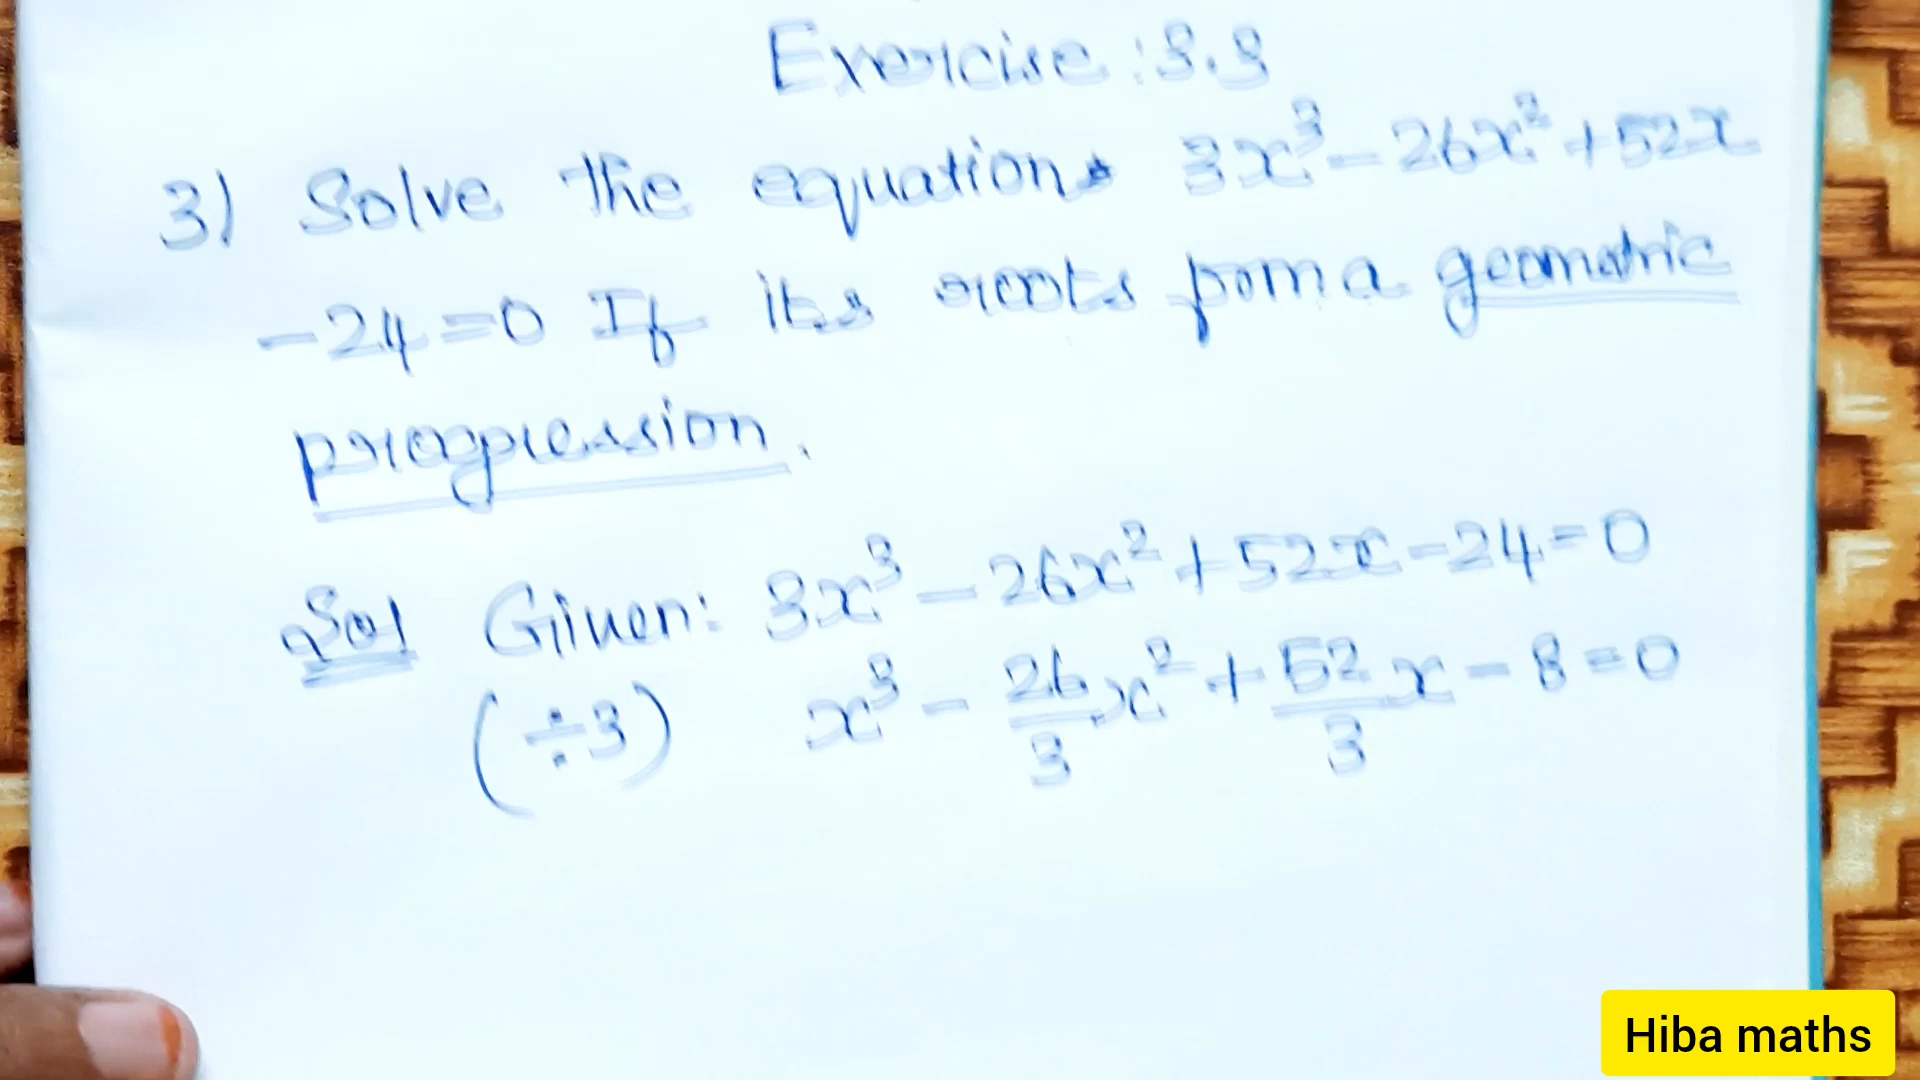 Exercise : 3.3
3) Solve the equation 3x³ - 26x² + 52x
- 24 = 0 If its roots form a geometric
progression.
Sol Given: 3x³ - 26x² + 52x - 24 = 0
(÷3) x³ - 26/3 x² + 52/3 x - 8 = 0
Hiba maths